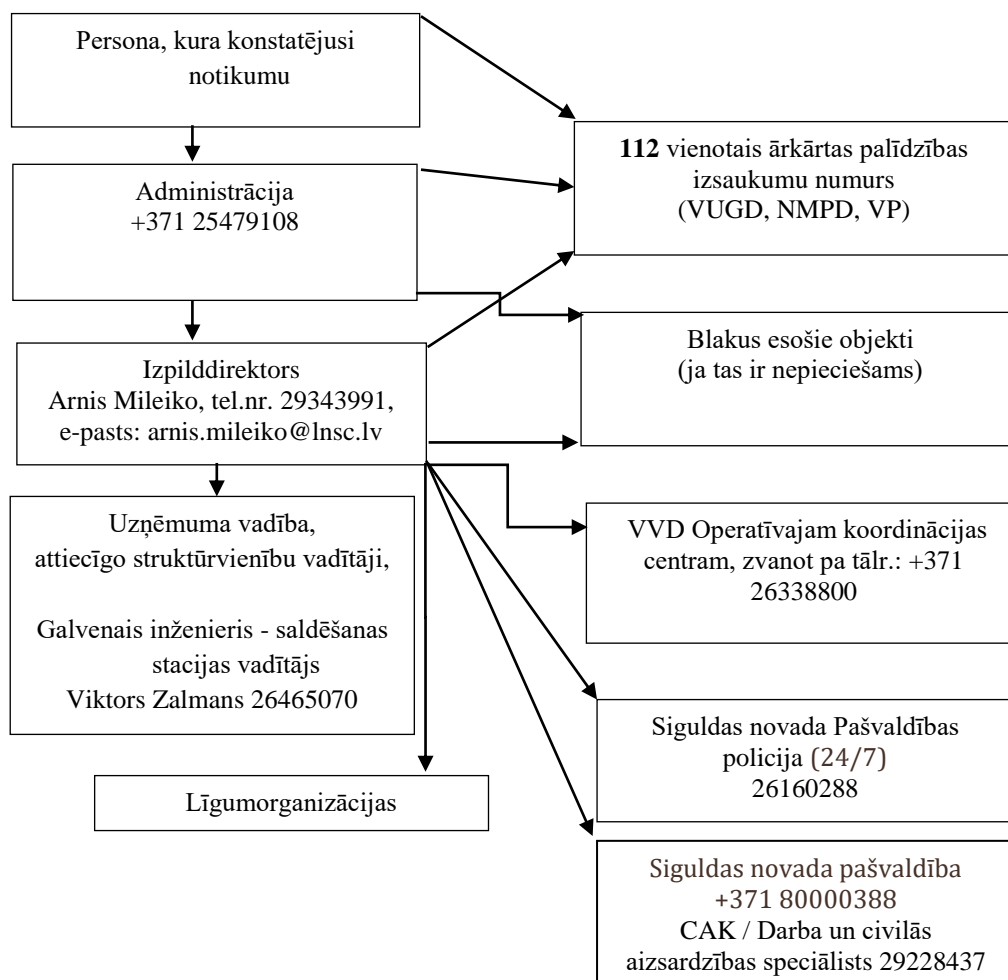 Persona, kura konstatējusi
notikumu
Administrācija
+371 25479108
Izpilddirektors
Arnis Mileiko, tel.nr. 29343991,
e-pasts: arnis.mileiko@lnsc.lv
Uzņēmuma vadība,
attiecīgo struktūrvienību vadītāji,
Galvenais inženieris - saldēšanas
stacijas vadītājs
Viktors Zalmans 26465070
Līgumorganizācijas
112 vienotais ārkārtas palīdzības
izsaukumu numurs
(VUGD, NMPD, VP)
Blakus esošie objekti
(ja tas ir nepieciešams)
VVD Operatīvajam koordinācijas
centram, zvanot pa tālr.: +371
26338800
Siguldas novada Pašvaldības
policija (24/7)
26160288
Siguldas novada pašvaldība
+371 80000388
CAK / Darba un civilās
aizsardzības speciālists 29228437